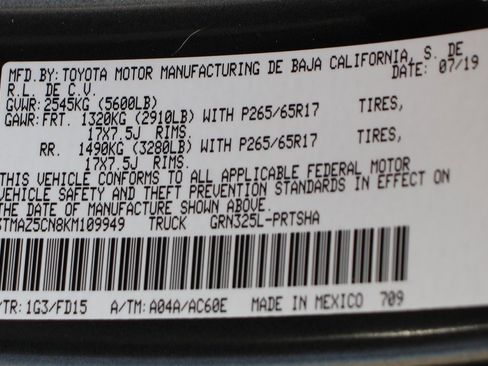 MFD.BY: TOYOTA MOTOR MANUFACTURING DE BAJA CALIFORNIA, S. DE
R.L. DE C.V. DATE: 07/19
GVWR: 2545KG (5600LB)
GAWR: FRT. 1320KG (2910LB) WITH P265/65R17 TIRES,
17X7.5J RIMS.
RR. 1490KG (3280LB) WITH P265/65R17 TIRES,
17X7.5J RIMS.
THIS VEHICLE CONFORMS TO ALL APPLICABLE FEDERAL MOTOR
VEHICLE SAFETY AND THEFT PREVENTION STANDARDS IN EFFECT ON
THE DATE OF MANUFACTURE SHOWN ABOVE.
3TMAZ5CN8KM109949 TRUCK GRN325L-PRTSHA
/TR: 1G3/FD15 A/TM: A04A/AC60E MADE IN MEXICO 709